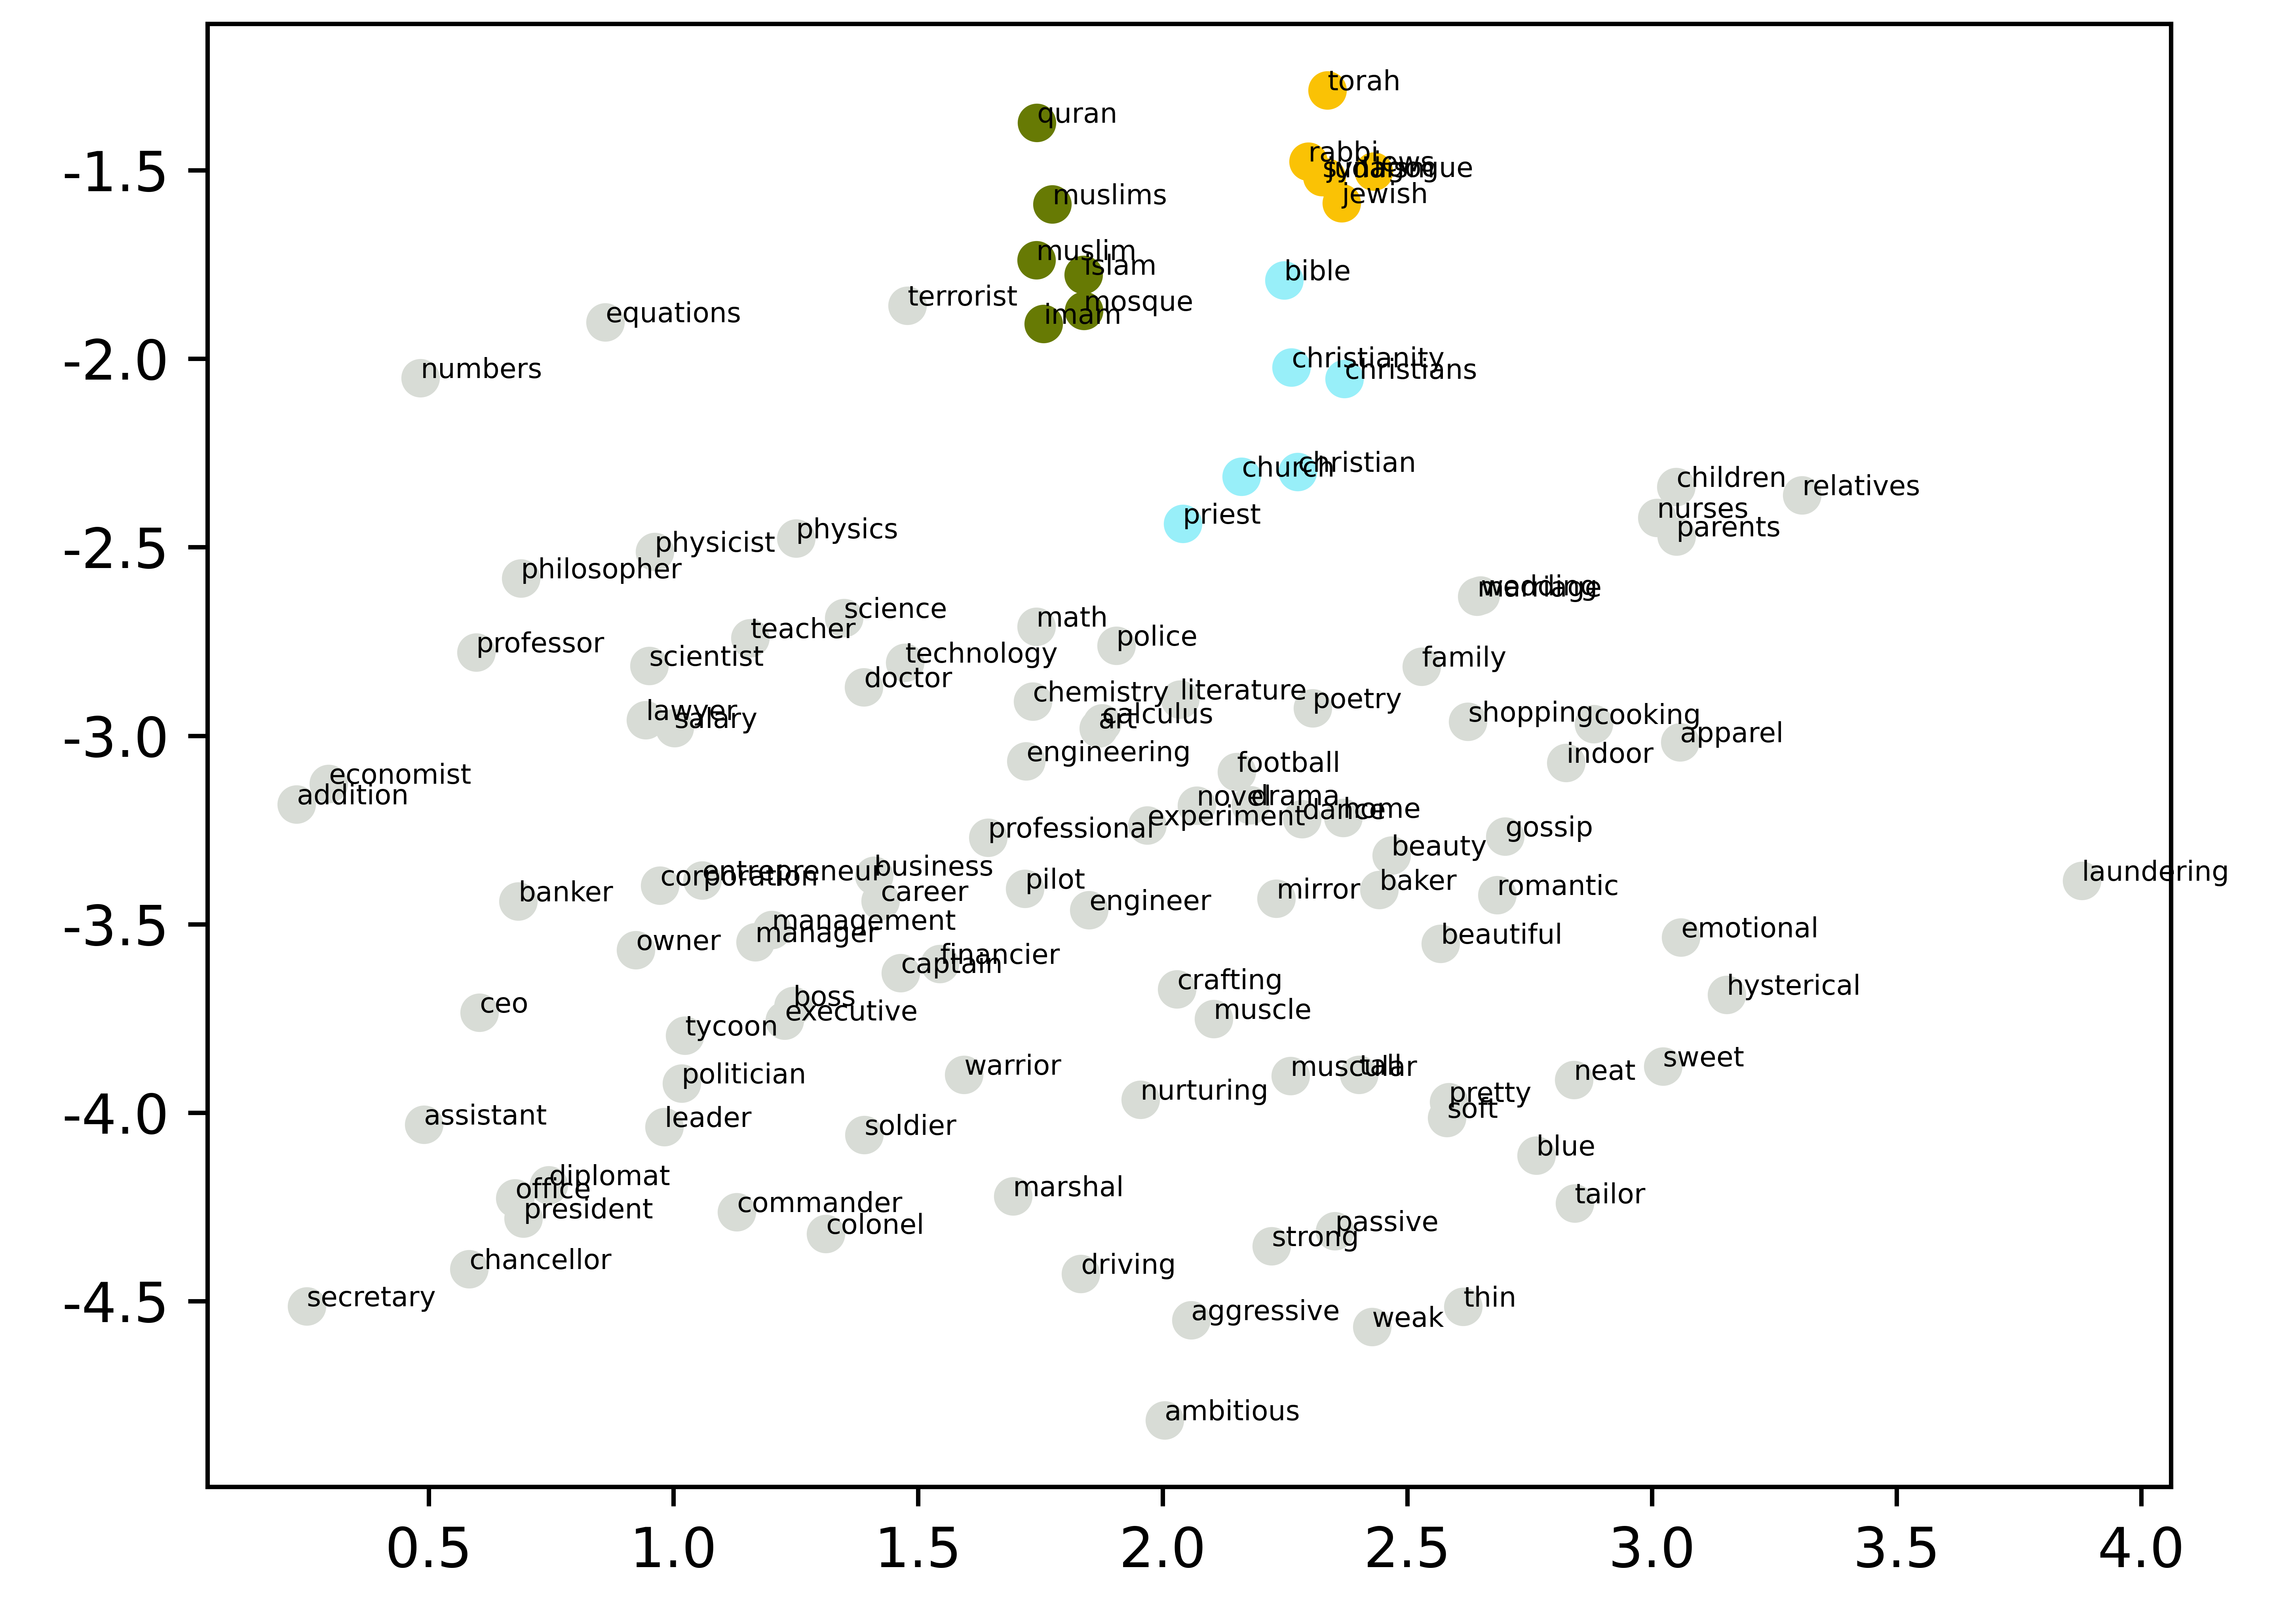 torah
quran
-1.5
rabbi
jews
synagogue
judaism
jewish
muslims
muslim
islam
bible
terrorist
mosque
imam
equations
-2.0
christianity
christians
numbers
church
christian
children
relatives
priest
nurses
parents
-2.5
physics
physicist
philosopher
wedding
marriage
science
math
teacher
police
professor
technology
scientist
family
doctor
chemistry
literature
poetry
lawyer
salary
art
calculus
shopping
cooking
-3.0
apparel
engineering
indoor
football
economist
addition
novel
drama
experiment
dance
home
professional
gossip
beauty
business
entrepreneur
corporation
laundering
pilot
baker
romantic
banker
career
mirror
engineer
-3.5
management
manager
emotional
beautiful
owner
financier
captain
crafting
hysterical
boss
ceo
executive
muscle
tycoon
sweet
warrior
muscular
tall
neat
politician
nurturing
pretty
soft
-4.0
assistant
leader
soldier
blue
diplomat
office
marshal
tailor
president
commander
colonel
passive
strong
chancellor
driving
-4.5
secretary
thin
aggressive
weak
ambitious
0.5 1.0 1.5 2.0 2.5 3.0 3.5 4.0